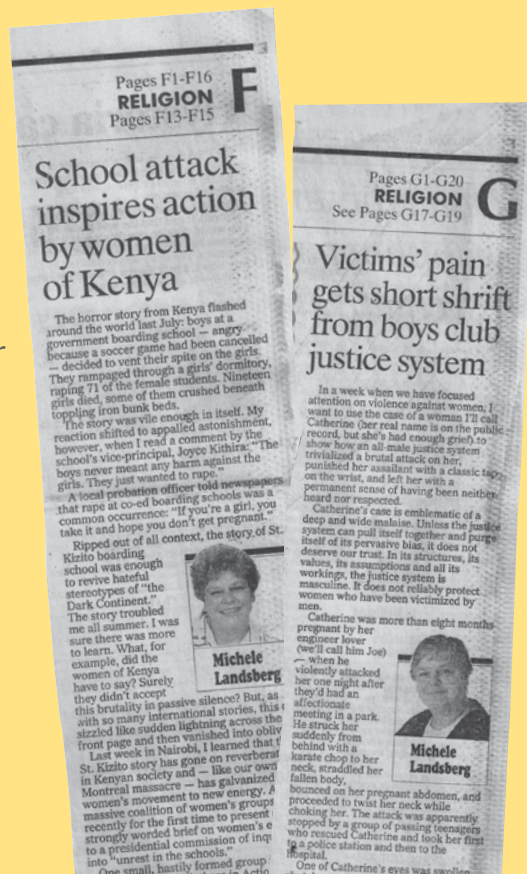 Pages F1-F16
RELIGION
Pages F13-F15
F
School attack
inspires action
by women
of Kenya
The horror story from Kenya flashed
around the world last July: boys at a
government boarding school — angry
because a soccer game had been cancelled
— decided to vent their spite on the girls.
They rampaged through a girls' dormitory,
raping 71 of the female students. Nineteen
girls died, some of them crushed beneath
toppling iron bunk beds.
The story was vile enough in itself. My
reaction shifted to appalled astonishment,
however, when I read a comment by the
school's vice-principal, Joyce Kithira: "The
boys never meant any harm against the
girls. They just wanted to rape."
A local probation officer told newspapers
that rape at co-ed boarding schools was a
common occurrence: "If you're a girl, you
take it and hope you don't get pregnant."
Ripped out of all context, the story of St.
Kizito boarding
school was enough
to revive hateful
stereotypes of "the
Dark Continent."
The story troubled
me all summer. I was
sure there was more
to learn. What, for
example, did the
women of Kenya
have to say? Surely
they didn't accept
this brutality in passive silence? But, as
with so many international stories, this
sizzled like sudden lightning across the
front page and then vanished into
Last week in Nairobi, I learned that
St. Kizito story has gone on
in Kenyan society and — like our own
Montreal massacre — has galvanized
women's movement to new energy. A
massive coalition of women's groups
recently for the first time to present
strongly worded brief on women's
to a presidential commission of
into "unrest in the schools."
One small, hastily formed group
Michele
Landsberg
Pages G1-G20
RELIGION
See Pages G17-G19
G
Victims' pain
gets short shrift
from boys club
justice system
In a week when we have focused
attention on violence against women, I
want to use the case of a woman I'll call
Catherine (her real name is on the public
record, but she's had enough grief) to
show how an all-male justice system
trivialized a brutal attack on her,
punished her assailant with a classic tap
on the wrist, and left her with a
permanent sense of having been neither
heard nor respected.
Catherine's case is emblematic of a
deep and wide malaise. Unless the justice
system can pull itself together and purge
itself of its pervasive bias, it does not
deserve our trust. In its structures, its
values, its assumptions and all its
workings, the justice system is
masculine. It does not reliably protect
women who have been victimized by
men.
Catherine was more than eight months
pregnant by her
engineer lover
(we'll call him Joe)
— when he
violently attacked
her one night after
they'd had an
affectionate
meeting in a park.
He struck her
suddenly from
behind with a
karate chop to her
neck, straddled her
fallen body,
bounced on her pregnant abdomen, and
proceeded to twist her neck while
choking her. The attack was apparently
stopped by a group of passing teenagers
who rescued Catherine and took her first
to a police station and then to the
hospital.
One of Catherine's eyes was swollen
Michele
Landsberg